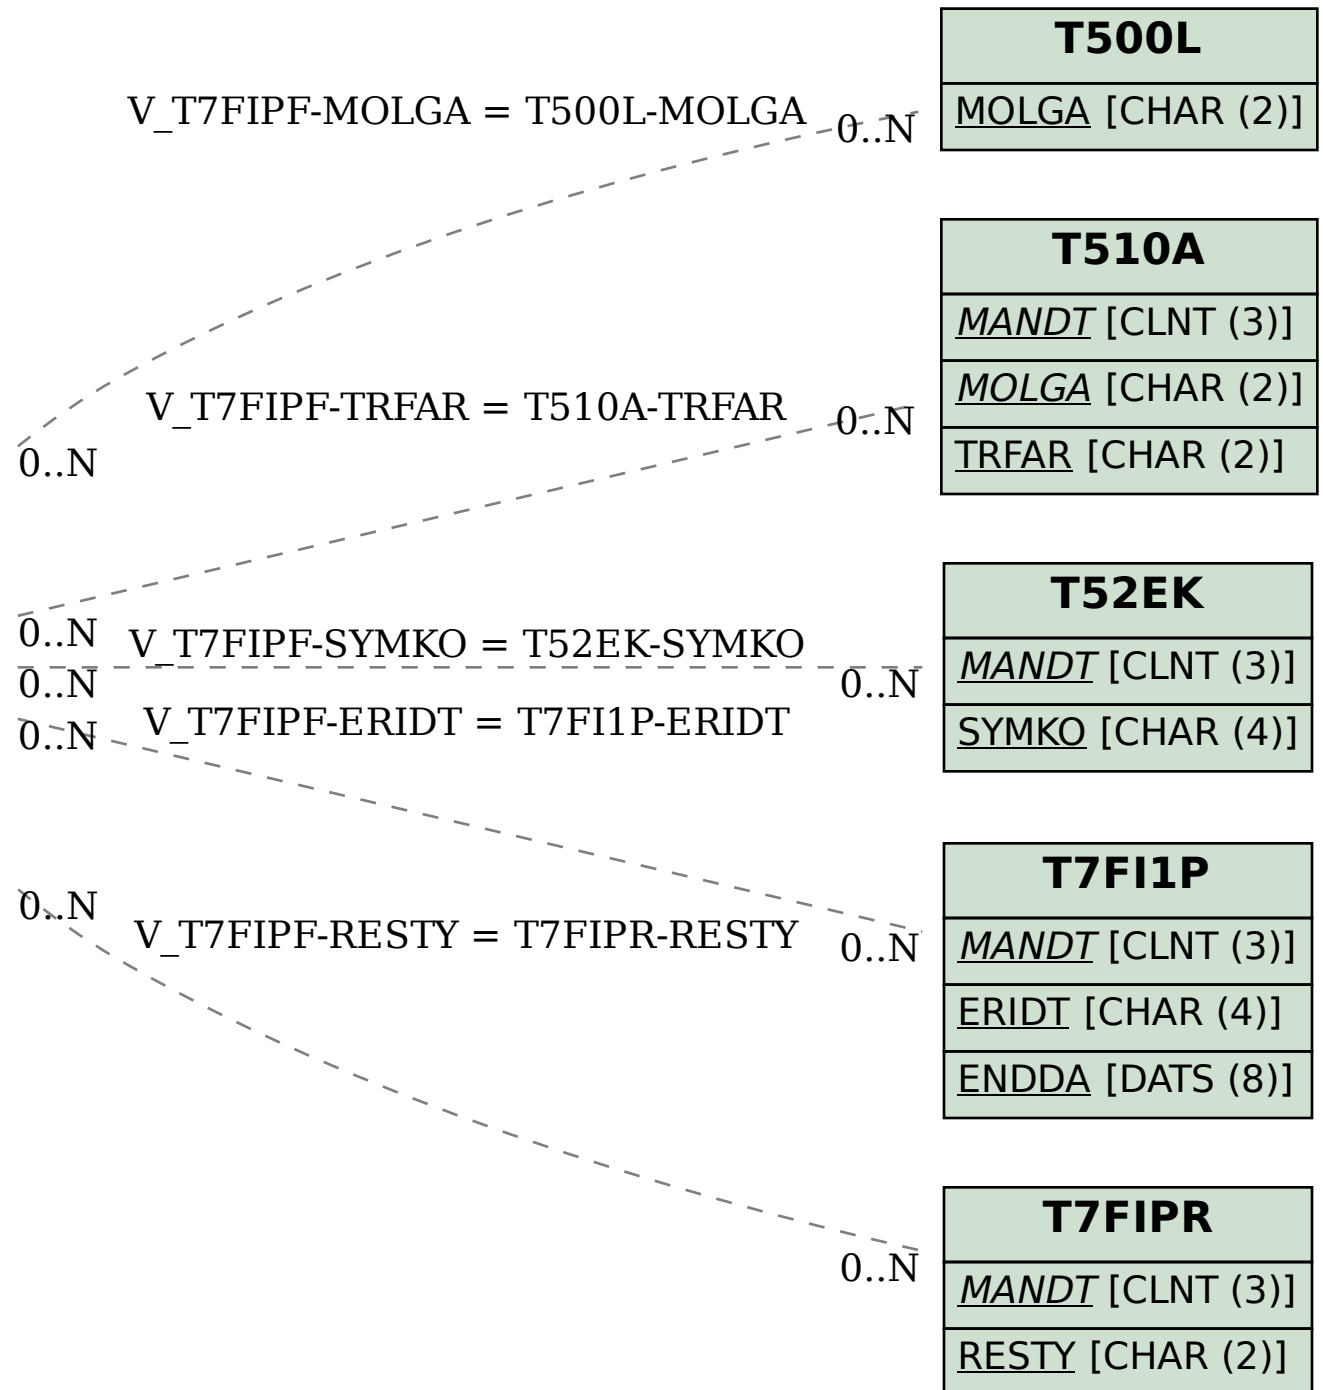 T500L
V_T7FIPF-MOLGA = T500L-MOLGA
0..N
MOLGA [CHAR (2)]
T510A
MANDT [CLNT (3)]
V_T7FIPF-TRFAR = T510A-TRFAR
0..N
MOLGA [CHAR (2)]
0..N
TRFAR [CHAR (2)]
T52EK
0..N
V_T7FIPF-SYMKO = T52EK-SYMKO
MANDT [CLNT (3)]
0..N
0..N
V_T7FIPF-ERIDT = T7FI1P-ERIDT
0..N
SYMKO [CHAR (4)]
T7FI1P
0..N
V_T7FIPF-RESTY = T7FIPR-RESTY
0..N
MANDT [CLNT (3)]
ERIDT [CHAR (4)]
ENDDA [DATS (8)]
T7FIPR
0..N
MANDT [CLNT (3)]
RESTY [CHAR (2)]